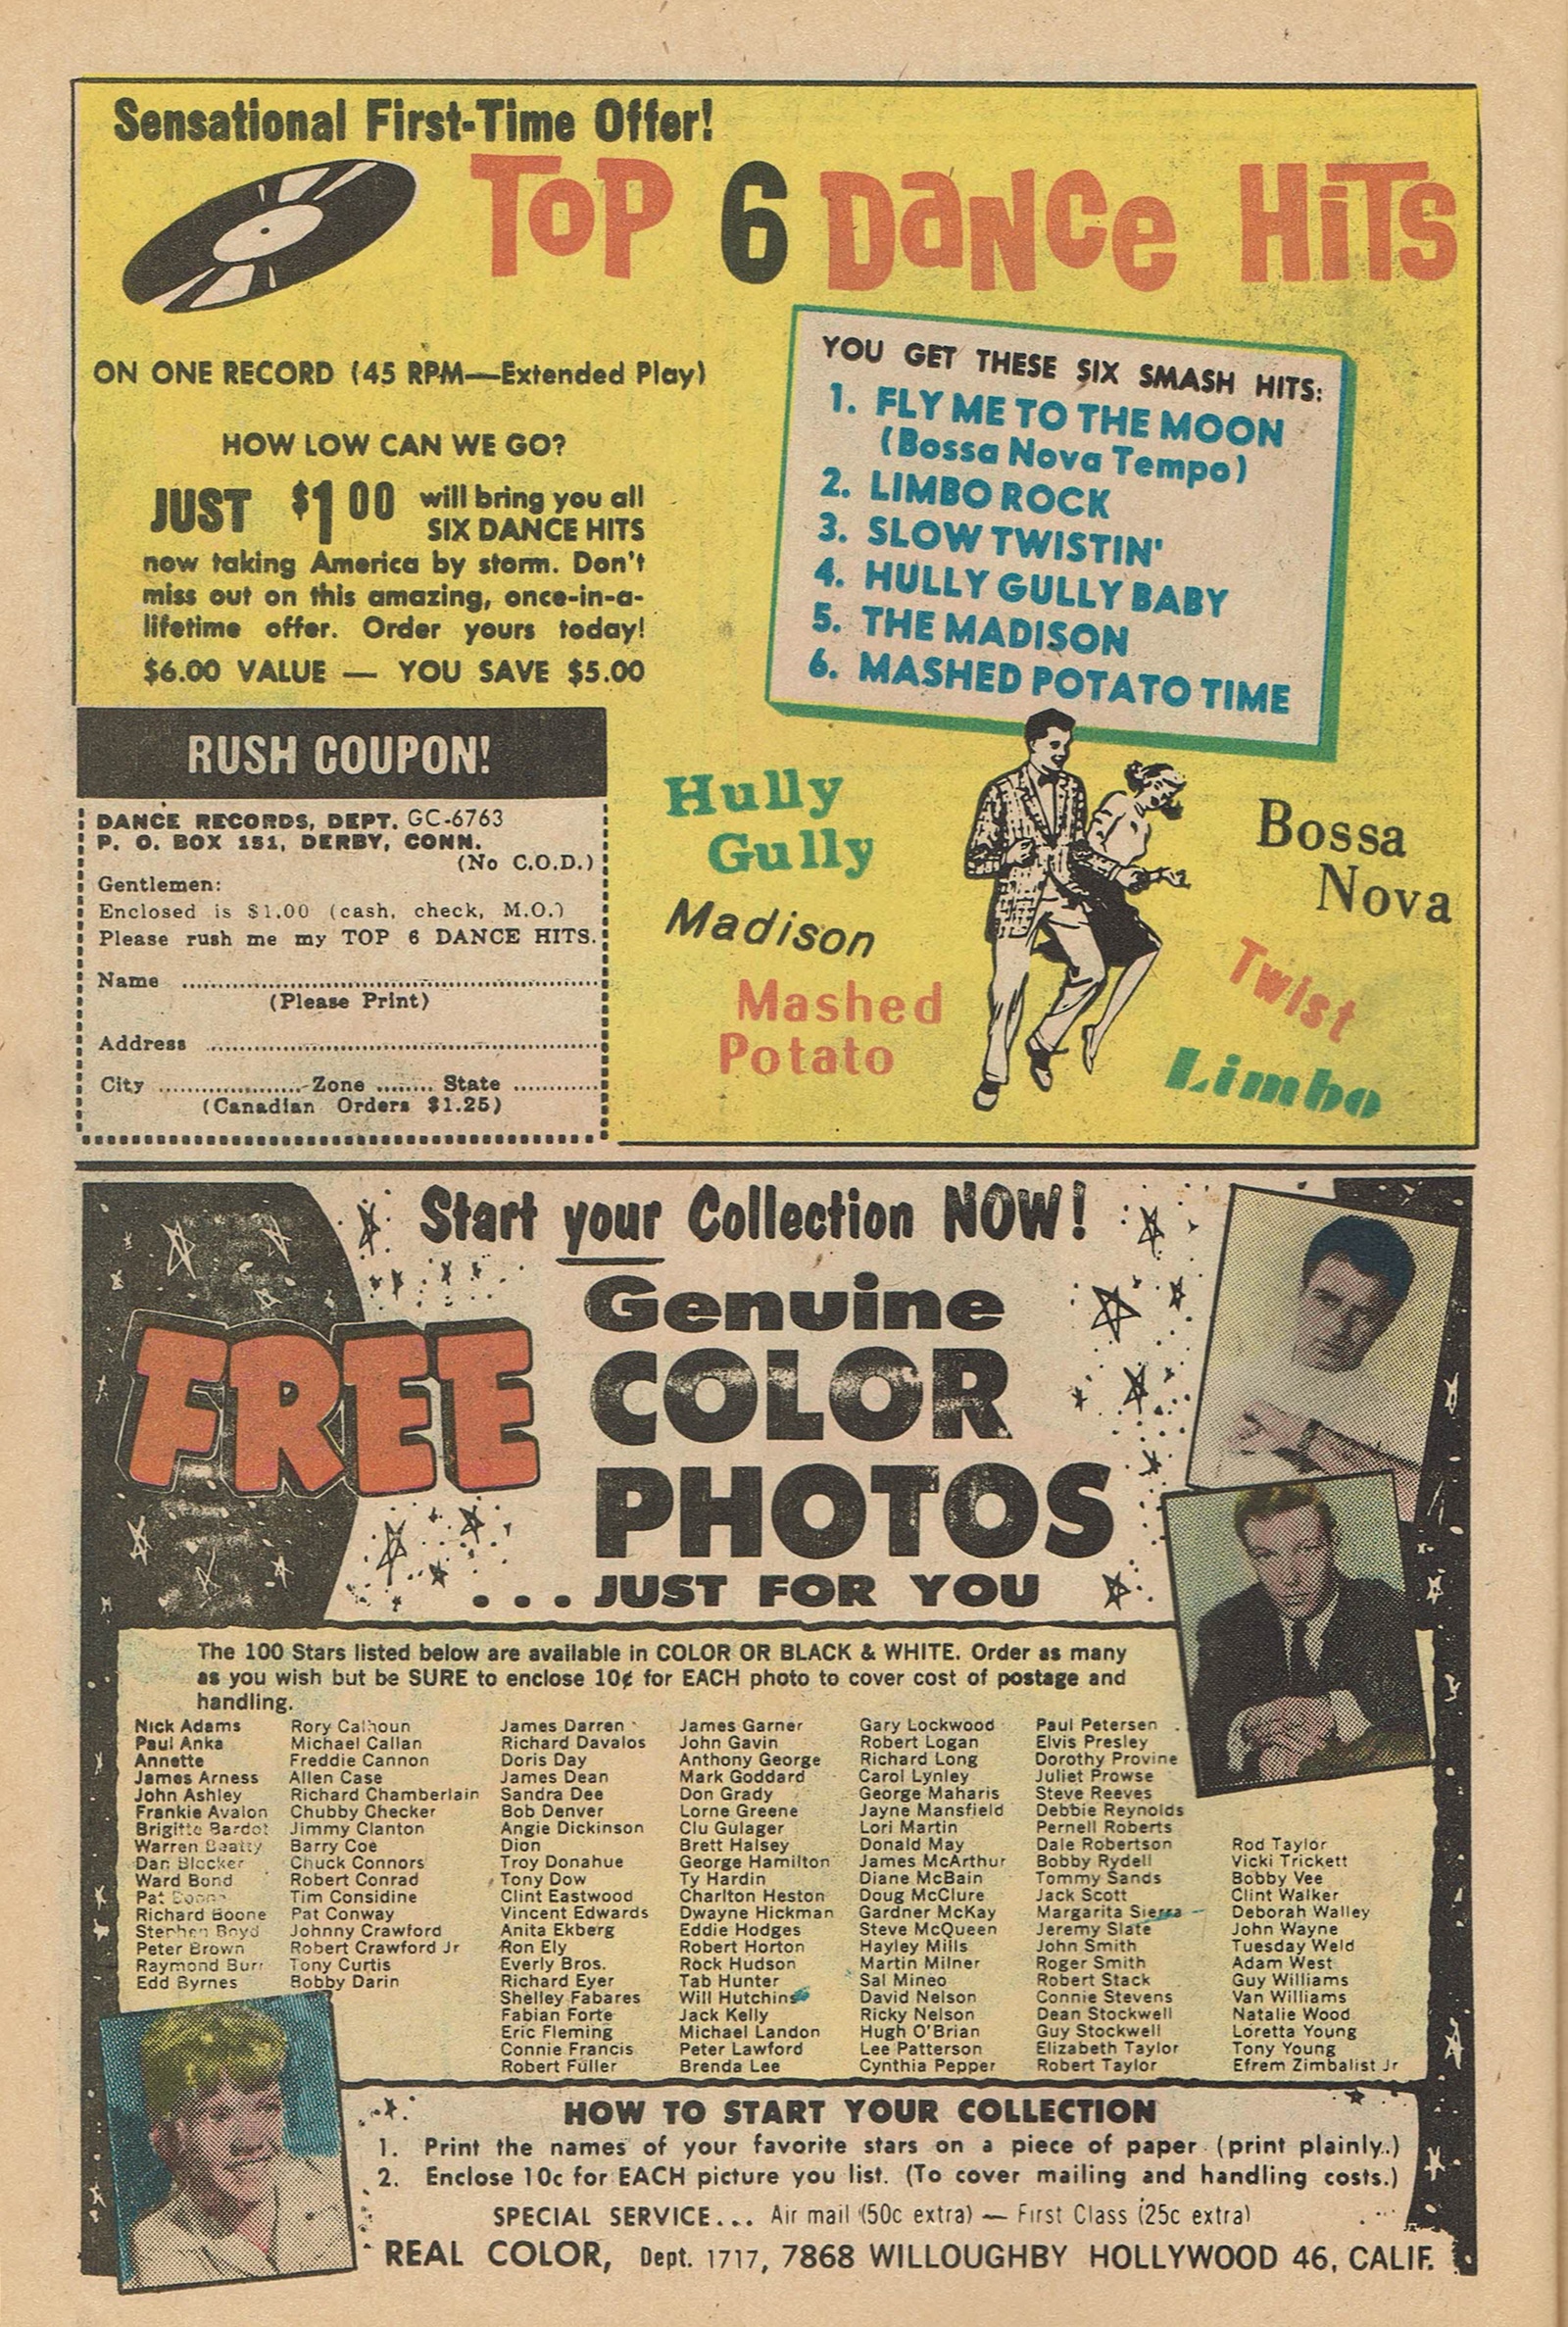 Sensational First-Time Offer!
TOP 6 DaNCe HiTS
ON ONE RECORD (45 RPM—Extended Play)
HOW LOW CAN WE GO?
JUST $1.00 will bring you all
SIX DANCE HITS
now taking America by storm. Don't
miss out on this amazing, once-in-a-
lifetime offer. Order yours today!
$6.00 VALUE — YOU SAVE $5.00
YOU GET THESE SIX SMASH HITS:
1. FLY ME TO THE MOON
(Bossa Nova Tempo)
2. LIMBO ROCK
3. SLOW TWISTIN'
4. HULLY GULLY BABY
5. THE MADISON
6. MASHED POTATO TIME
RUSH COUPON!
DANCE RECORDS, DEPT. GC-6763
P. O. BOX 151, DERBY, CONN.
(No C.O.D.)
Gentlemen:
Enclosed is $1.00 (cash, check, M.O.)
Please rush me my TOP 6 DANCE HITS.
Name
(Please Print)
Address
City Zone State
(Canadian Orders $1.25)
Hully
Gully
Madison
Mashed
Potato
Bossa
Nova
Twist
Limbo
Start your Collection NOW!
FREE
Genuine
COLOR
PHOTOS
...JUST FOR YOU
The 100 Stars listed below are available in COLOR OR BLACK & WHITE. Order as many
as you wish but be SURE to enclose 10¢ for EACH photo to cover cost of postage and
handling.
Nick Adams
Paul Anka
Annette
James Arness
John Ashley
Frankie Avalon
Brigitte Bardot
Warren Beatty
Dan Blocker
Ward Bond
Pat Boone
Richard Boone
Stephen Boyd
Peter Brown
Raymond Burr
Edd Byrnes
Rory Calhoun
Michael Callan
Freddie Cannon
Allen Case
Richard Chamberlain
Chubby Checker
Jimmy Clanton
Barry Coe
Chuck Connors
Robert Conrad
Tim Considine
Pat Conway
Johnny Crawford
Robert Crawford Jr
Tony Curtis
Bobby Darin
James Darren
Richard Davalos
Doris Day
James Dean
Sandra Dee
Bob Denver
Angie Dickinson
Dion
Troy Donahue
Tony Dow
Clint Eastwood
Vincent Edwards
Anita Ekberg
Ron Ely
Everly Bros.
Richard Eyer
Shelley Fabares
Fabian Forte
Eric Fleming
Connie Francis
Robert Fuller
James Garner
John Gavin
Anthony George
Mark Goddard
Don Grady
Lorne Greene
Clu Gulager
Brett Halsey
George Hamilton
Ty Hardin
Charlton Heston
Dwayne Hickman
Eddie Hodges
Robert Horton
Rock Hudson
Tab Hunter
Will Hutchins
Jack Kelly
Michael Landon
Peter Lawford
Brenda Lee
Gary Lockwood
Robert Logan
Richard Long
Carol Lynley
George Maharis
Jayne Mansfield
Lori Martin
Donald May
James McArthur
Diane McBain
Doug McClure
Gardner McKay
Steve McQueen
Hayley Mills
Martin Milner
Sal Mineo
David Nelson
Ricky Nelson
Hugh O'Brian
Lee Patterson
Cynthia Pepper
Paul Petersen
Elvis Presley
Dorothy Provine
Juliet Prowse
Steve Reeves
Debbie Reynolds
Pernell Roberts
Dale Robertson
Bobby Rydell
Tommy Sands
Jack Scott
Margarita Sierra
Jeremy Slate
John Smith
Roger Smith
Robert Stack
Connie Stevens
Dean Stockwell
Guy Stockwell
Elizabeth Taylor
Robert Taylor
Rod Taylor
Vicki Trickett
Bobby Vee
Clint Walker
Deborah Walley
John Wayne
Tuesday Weld
Adam West
Guy Williams
Van Williams
Natalie Wood
Loretta Young
Tony Young
Efrem Zimbalist Jr
HOW TO START YOUR COLLECTION
1. Print the names of your favorite stars on a piece of paper (print plainly.)
2. Enclose 10c for EACH picture you list. (To cover mailing and handling costs.)
SPECIAL SERVICE... Air mail (50c extra) — First Class (25c extra)
REAL COLOR, Dept. 1717, 7868 WILLOUGHBY HOLLYWOOD 46, CALIF.